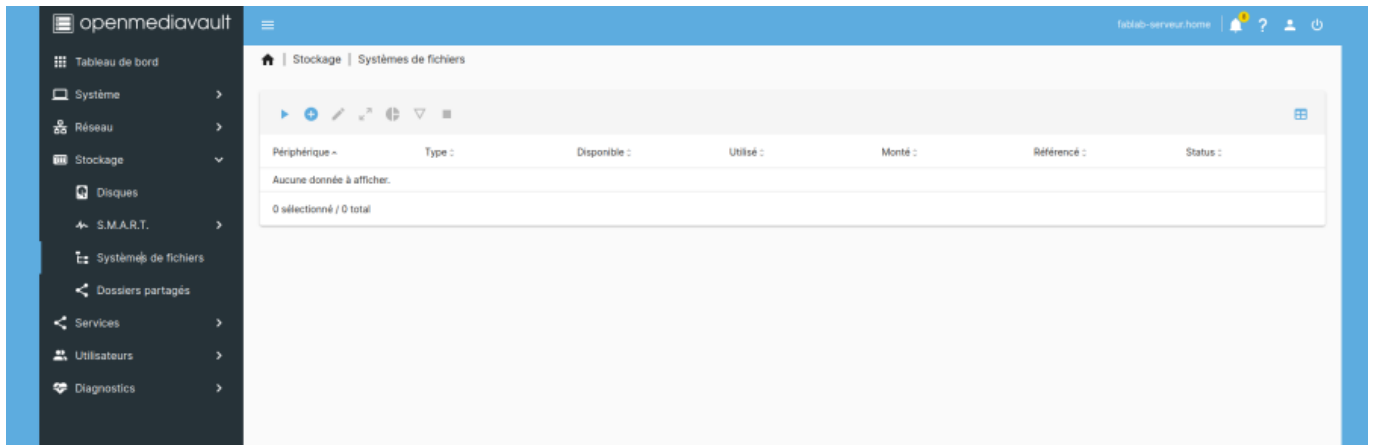 openmediavault
fablab-serveur.home
Tableau de bord
Système
Réseau
Stockage
Disques
S.M.A.R.T.
Systèmes de fichiers
Dossiers partagés
Services
Utilisateurs
Diagnostics
| Stockage | Systèmes de fichiers
Périphérique Type Disponible Utilisé Monté Référencé Status
Aucune donnée à afficher.
0 sélectionné / 0 total